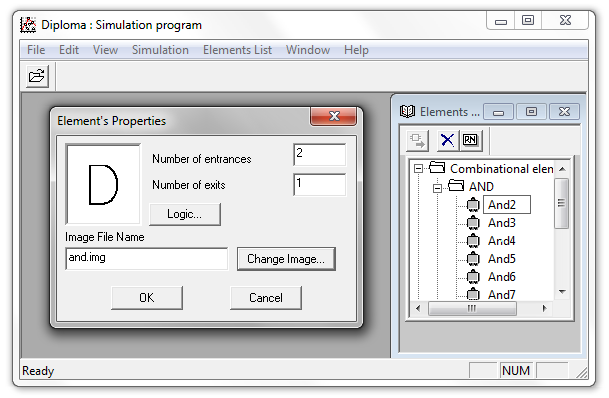 Diploma : Simulation program
File Edit View Simulation Elements List Window Help
Element's Properties
Number of entrances 2
Number of exits 1
Logic...
Image File Name
and.img
Change Image...
OK Cancel
Elements ...
RN
Combinational elem
AND
And2
And3
And4
And5
And6
And7
Ready NUM